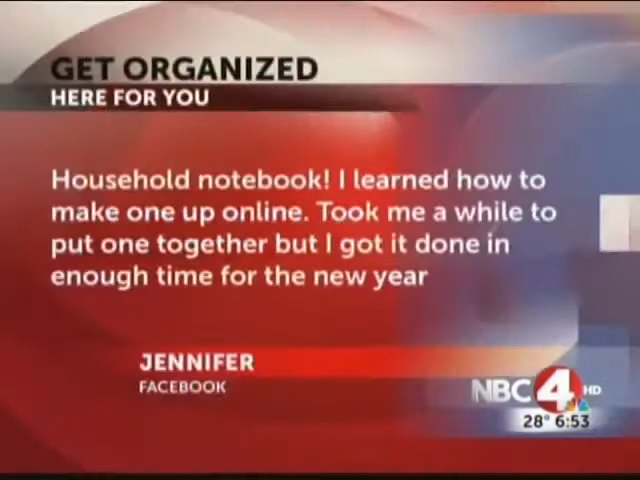 GET ORGANIZED
HERE FOR YOU
Household notebook! I learned how to
make one up online. Took me a while to
put one together but I got it done in
enough time for the new year
JENNIFER
FACEBOOK
NBC 4 HD
28° 6:53